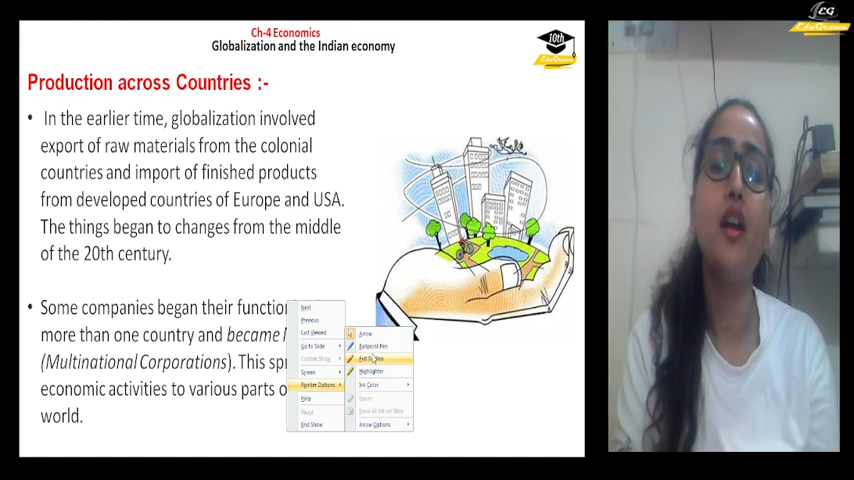 Ch-4 Economics
Globalization and the Indian economy
10th
EduGrown
CG
EduGrown
Production across Countries :-
• In the earlier time, globalization involved
export of raw materials from the colonial
countries and import of finished products
from developed countries of Europe and USA.
The things began to changes from the middle
of the 20th century.
• Some companies began their function
more than one country and became
(Multinational Corporations). This
economic activities to various parts o
world.
Next
Previous
Last Viewed
Go to Slide
Custom Show
Screen
Pointer Options
Help
Pause
End Show
Arrow
Ballpoint Pen
Felt Tip Pen
Highlighter
Ink Color
Eraser
Erase All Ink on Slide
Arrow Options